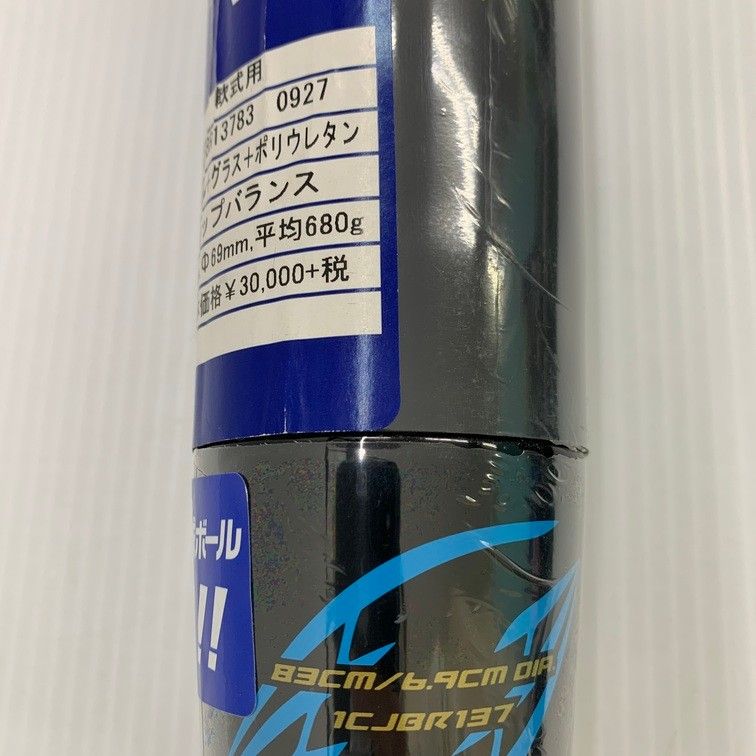 軟式用
13783 0927
グラス+ポリウレタン
ップバランス
Φ69mm,平均680g
価格¥30,000+税
ボール
!
83CM/6.9CM DIA.
1CJBR137